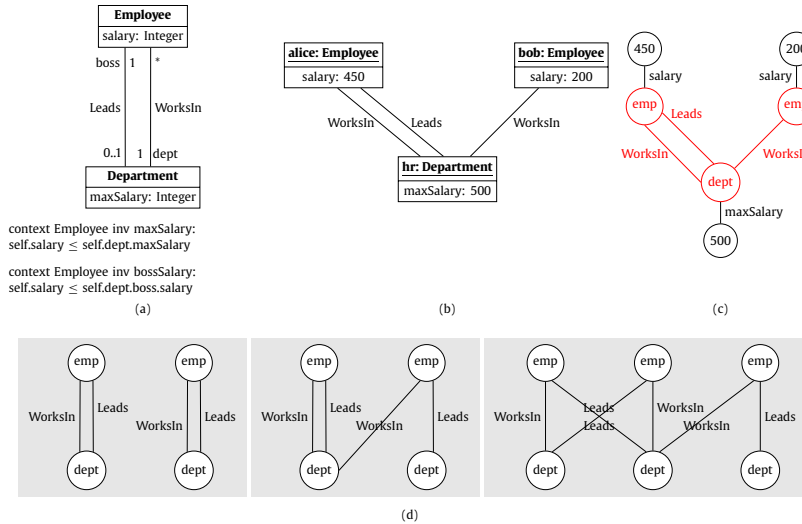 Employee
salary: Integer
boss 1 *
Leads WorksIn
0..1 1 dept
Department
maxSalary: Integer
context Employee inv maxSalary:
self.salary ≤ self.dept.maxSalary
context Employee inv bossSalary:
self.salary ≤ self.dept.boss.salary
(a)
alice: Employee
salary: 450
bob: Employee
salary: 200
WorksIn Leads WorksIn
hr: Department
maxSalary: 500
(b)
450 200
salary salary
emp em
Leads
WorksIn WorksIn
dept
maxSalary
500
(c)
emp emp
WorksIn Leads WorksIn Leads
dept dept
emp emp
WorksIn Leads WorksIn Leads
dept dept
emp emp emp
WorksIn Leads Leads WorksIn WorksIn Leads
dept dept dept
(d)